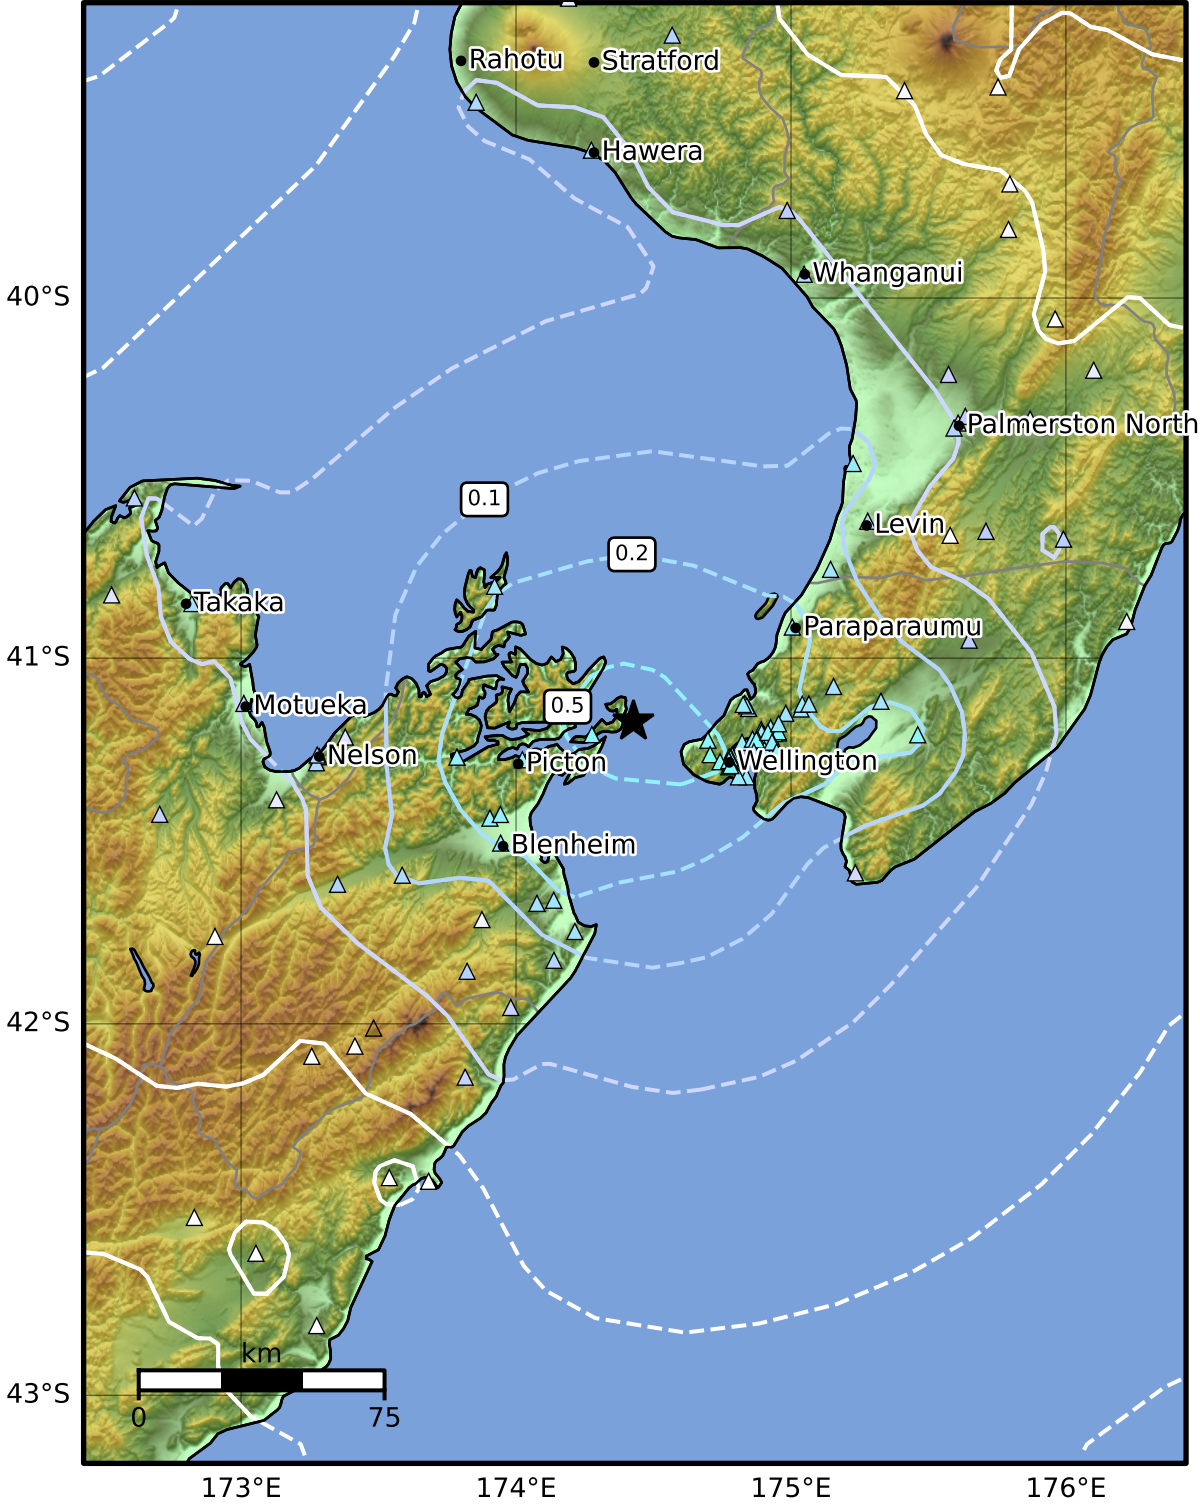 Rahotu
Stratford
Hawera
Whanganui
40°S
Palmerston North
0.1
Levin
0.2
Takaka
Paraparaumu
41°S
Motueka
0.5
Nelson
Picton
Wellington
Blenheim
42°S
km
43°S
0
75
173°E
174°E
175°E
176°E